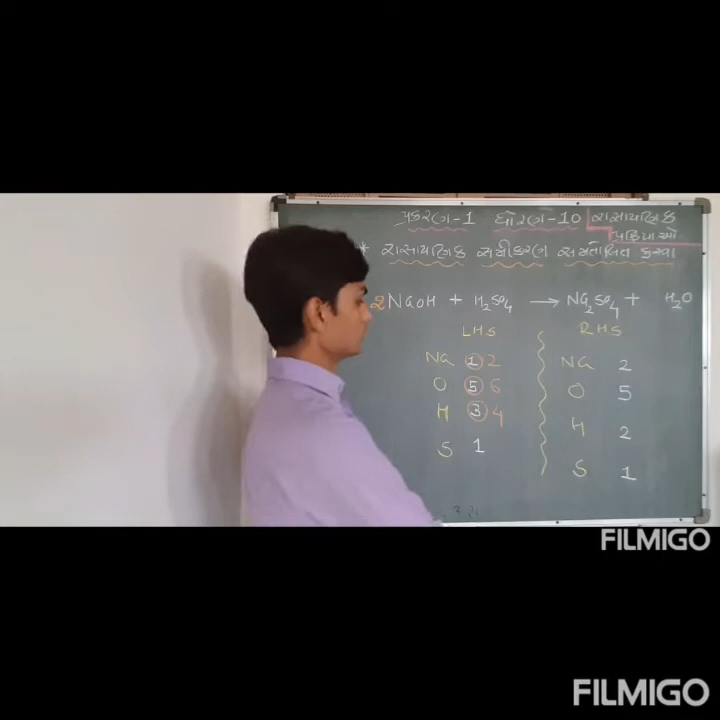 પ્રકરણ-1 ધોરણ-10 રાસાયણિક
પ્રક્રિયાઓ
* રાસાયણિક સમીકરણ સમતોલિત કરવા
2NaOH + H₂SO₄ → Na₂SO₄ + H₂O
LHS RHS
Na 1 2 Na 2
O 5 6 O 5
H 3 4 H 2
S 1 S 1
FILMIGO
FILMIGO